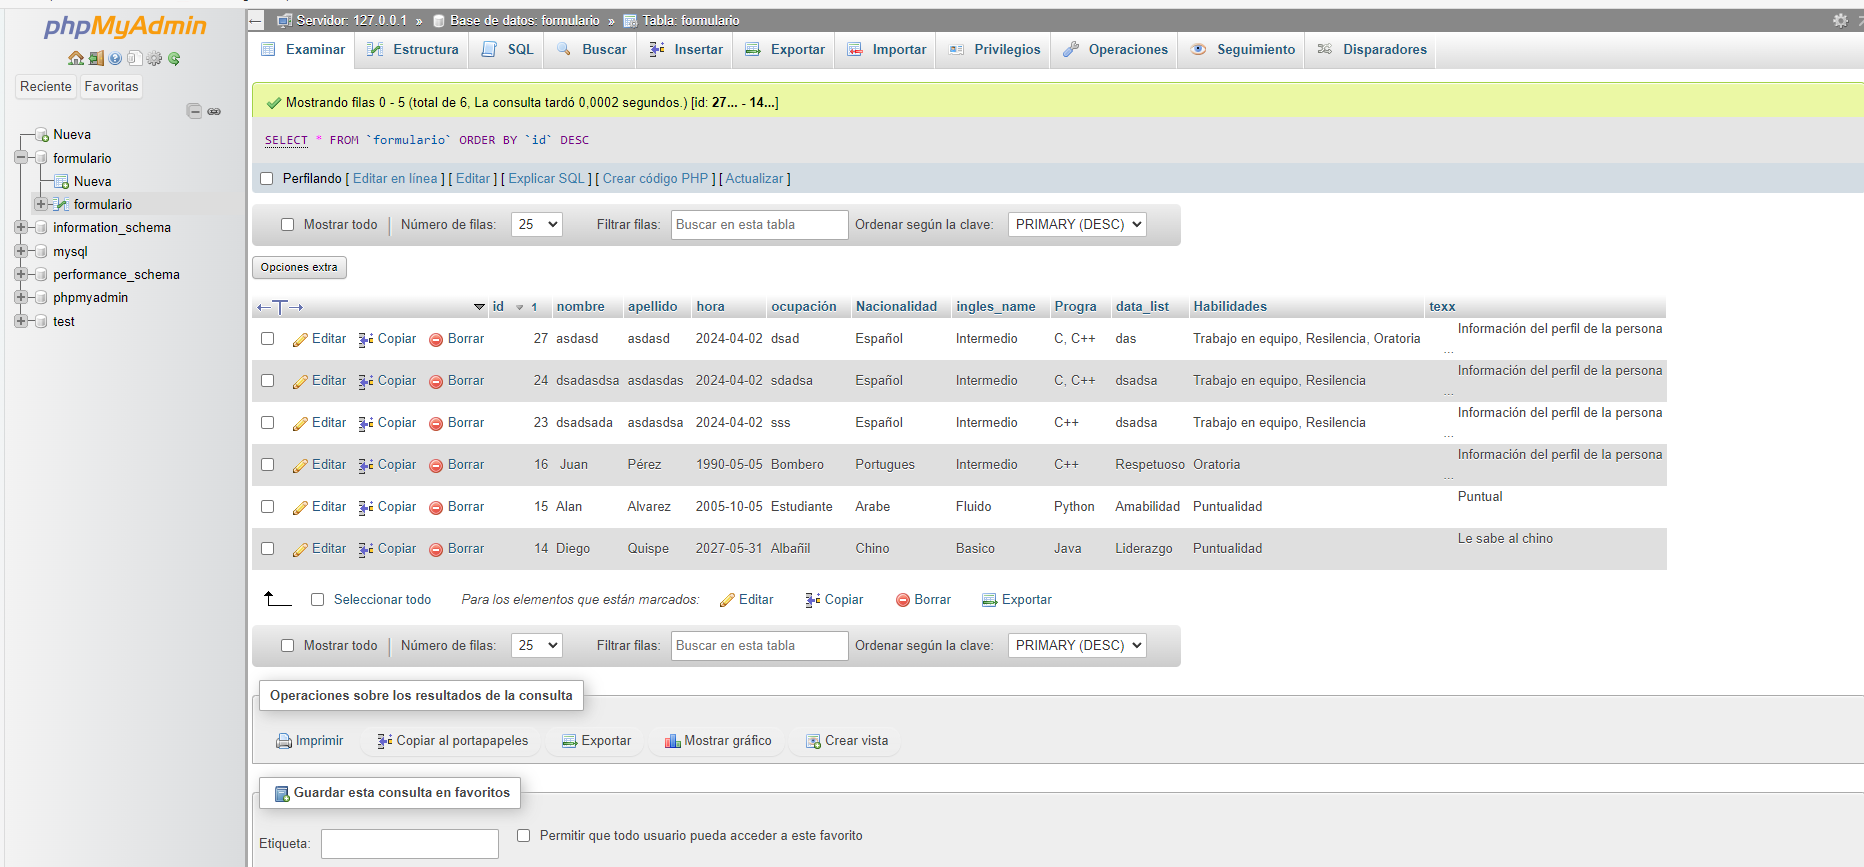 phpMyAdmin
Reciente Favoritas
Nueva
formulario
Nueva
formulario
information_schema
mysql
performance_schema
phpmyadmin
test
Servidor: 127.0.0.1 » Base de datos: formulario » Tabla: formulario
Examinar Estructura SQL Buscar Insertar Exportar Importar Privilegios Operaciones Seguimiento Disparadores
Mostrando filas 0 - 5 (total de 6, La consulta tardó 0,0002 segundos.) [id: 27... - 14...]
SELECT * FROM `formulario` ORDER BY `id` DESC
Perfilando [ Editar en línea ] [ Editar ] [ Explicar SQL ] [ Crear código PHP ] [ Actualizar ]
Mostrar todo Número de filas: 25 Filtrar filas: Buscar en esta tabla Ordenar según la clave: PRIMARY (DESC)
Opciones extra
←T→ id 1 nombre apellido hora ocupación Nacionalidad ingles_name Progra data_list Habilidades texx
Editar Copiar Borrar 27 asdasd asdasd 2024-04-02 dsad Español Intermedio C, C++ das Trabajo en equipo, Resilencia, Oratoria Información del perfil de la persona
...
Editar Copiar Borrar 24 dsadasdsa asdasdas 2024-04-02 sdadsa Español Intermedio C, C++ dsadsa Trabajo en equipo, Resilencia Información del perfil de la persona
...
Editar Copiar Borrar 23 dsadsada asdasdsa 2024-04-02 sss Español Intermedio C++ dsadsa Trabajo en equipo, Resilencia Información del perfil de la persona
...
Editar Copiar Borrar 16 Juan Pérez 1990-05-05 Bombero Portugues Intermedio C++ Respetuoso Oratoria Información del perfil de la persona
...
Editar Copiar Borrar 15 Alan Alvarez 2005-10-05 Estudiante Arabe Fluido Python Amabilidad Puntualidad Puntual
Editar Copiar Borrar 14 Diego Quispe 2027-05-31 Albañil Chino Basico Java Liderazgo Puntualidad Le sabe al chino
Seleccionar todo Para los elementos que están marcados: Editar Copiar Borrar Exportar
Mostrar todo Número de filas: 25 Filtrar filas: Buscar en esta tabla Ordenar según la clave: PRIMARY (DESC)
Operaciones sobre los resultados de la consulta
Imprimir Copiar al portapapeles Exportar Mostrar gráfico Crear vista
Guardar esta consulta en favoritos
Etiqueta: Permitir que todo usuario pueda acceder a este favorito